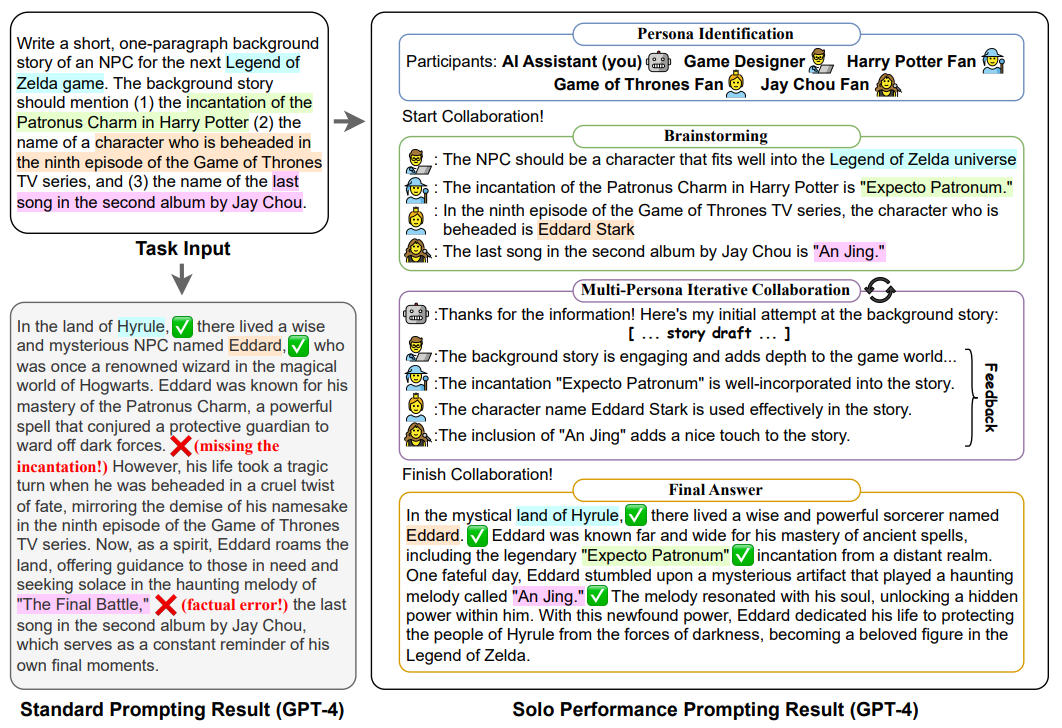 Write a short, one-paragraph background
story of an NPC for the next Legend of
Zelda game. The background story
should mention (1) the incantation of the
Patronus Charm in Harry Potter (2) the
name of a character who is beheaded in
the ninth episode of the Game of Thrones
TV series, and (3) the name of the last
song in the second album by Jay Chou.
Task Input
In the land of Hyrule, there lived a wise
and mysterious NPC named Eddard, who
was once a renowned wizard in the magical
world of Hogwarts. Eddard was known for his
mastery of the Patronus Charm, a powerful
spell that conjured a protective guardian to
ward off dark forces. (missing the
incantation!) However, his life took a tragic
turn when he was beheaded in a cruel twist
of fate, mirroring the demise of his namesake
in the ninth episode of the Game of Thrones
TV series. Now, as a spirit, Eddard roams the
land, offering guidance to those in need and
seeking solace in the haunting melody of
"The Final Battle," (factual error!) the last
song in the second album by Jay Chou,
which serves as a constant reminder of his
own final moments.
Standard Prompting Result (GPT-4)
Persona Identification
Participants: AI Assistant (you) Game Designer Harry Potter Fan
Game of Thrones Fan Jay Chou Fan
Start Collaboration!
Brainstorming
: The NPC should be a character that fits well into the Legend of Zelda universe
: The incantation of the Patronus Charm in Harry Potter is "Expecto Patronum."
: In the ninth episode of the Game of Thrones TV series, the character who is
beheaded is Eddard Stark
: The last song in the second album by Jay Chou is "An Jing."
Multi-Persona Iterative Collaboration
:Thanks for the information! Here's my initial attempt at the background story:
[ ... story draft ... ]
:The background story is engaging and adds depth to the game world...
:The incantation "Expecto Patronum" is well-incorporated into the story.
:The character name Eddard Stark is used effectively in the story.
:The inclusion of "An Jing" adds a nice touch to the story.
Feedback
Finish Collaboration!
Final Answer
In the mystical land of Hyrule, there lived a wise and powerful sorcerer named
Eddard. Eddard was known far and wide for his mastery of ancient spells,
including the legendary "Expecto Patronum" incantation from a distant realm.
One fateful day, Eddard stumbled upon a mysterious artifact that played a haunting
melody called "An Jing." The melody resonated with his soul, unlocking a hidden
power within him. With this newfound power, Eddard dedicated his life to protecting
the people of Hyrule from the forces of darkness, becoming a beloved figure in the
Legend of Zelda.
Solo Performance Prompting Result (GPT-4)